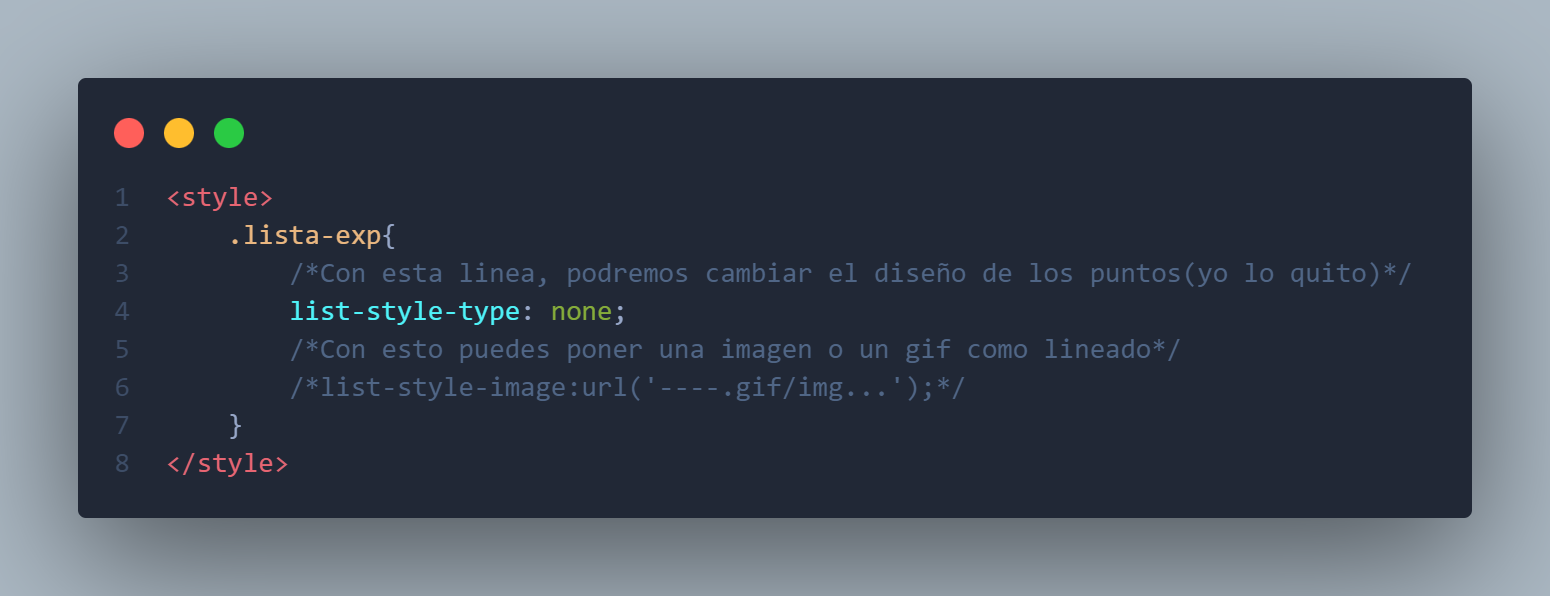 1 <style>
2     .lista-exp{
3         /*Con esta linea, podremos cambiar el diseño de los puntos(yo lo quito)*/
4         list-style-type: none;
5         /*Con esto puedes poner una imagen o un gif como lineado*/
6         /*list-style-image:url('----.gif/img...');*/
7     }
8 </style>